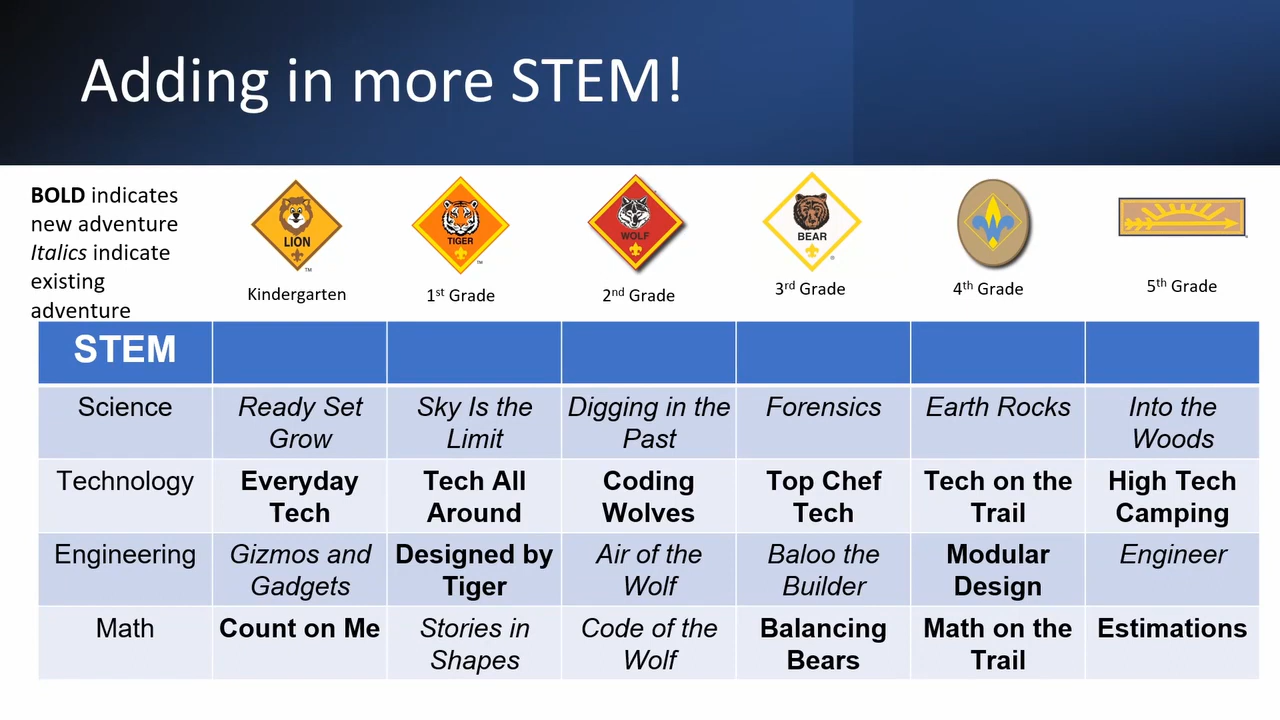 Adding in more STEM!
BOLD indicates
new adventure
Italics indicate
existing
adventure
LION
TM
Kindergarten
TIGER
TM
1st Grade
WOLF
2nd Grade
BEAR
®
3rd Grade
4th Grade
5th Grade
STEM
Science
Ready Set
Grow
Sky Is the
Limit
Digging in the
Past
Forensics
Earth Rocks
Into the
Woods
Technology
Everyday
Tech
Tech All
Around
Coding
Wolves
Top Chef
Tech
Tech on the
Trail
High Tech
Camping
Engineering
Gizmos and
Gadgets
Designed by
Tiger
Air of the
Wolf
Baloo the
Builder
Modular
Design
Engineer
Math
Count on Me
Stories in
Shapes
Code of the
Wolf
Balancing
Bears
Math on the
Trail
Estimations